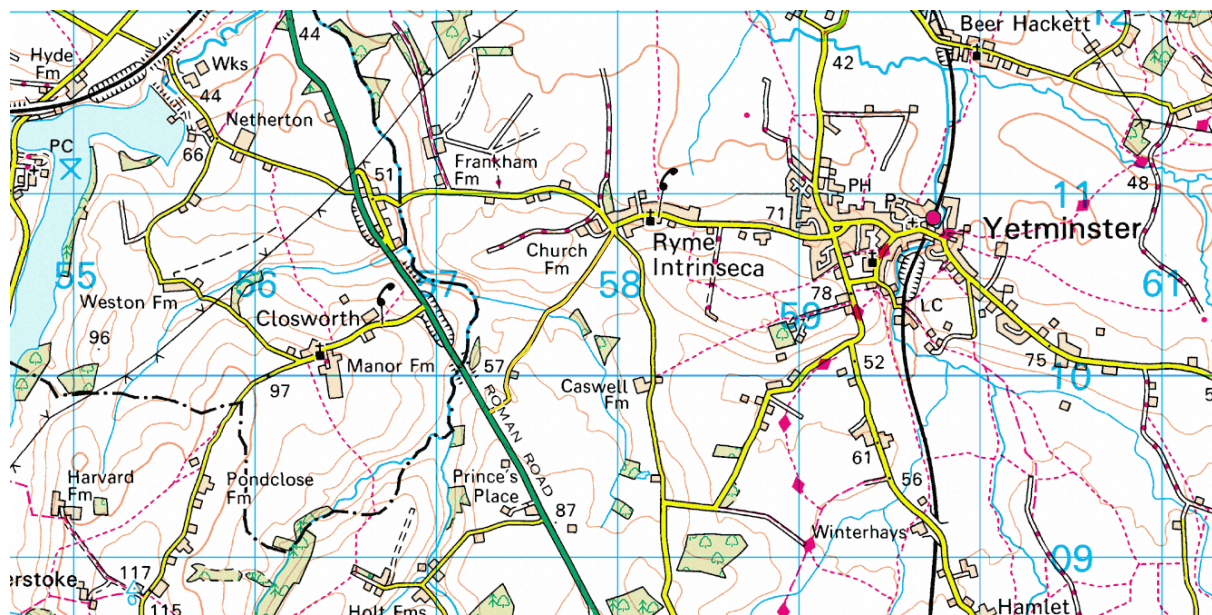 Beer Hackett
12
44
Hyde
Fm
Wks
42
44
Netherton
PC
66
Frankham
Fm
51
PH
48
11
P
71
Yetminster
Church
Fm
Ryme
Intrinseca
55
56
57
58
59
61
Weston Fm
78
LC
Closworth
96
Manor Fm
57
52
75
10
97
Caswell
Fm
5
ROMAN ROAD
61
Harvard
Fm
Pondclose
Fm
Prince's
Place
56
87
Winterhays
09
117
erstoke
115
Holt Fms
Hamlet